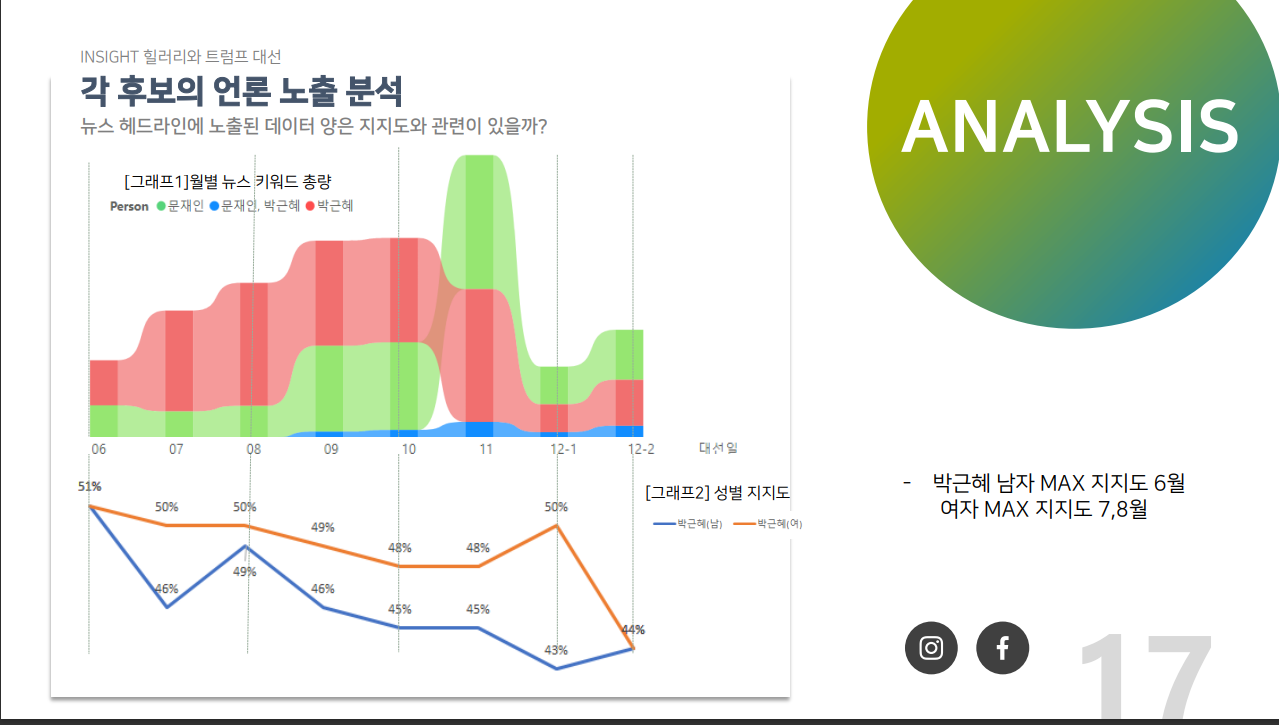 INSIGHT 힐러리와 트럼프 대선
각 후보의 언론 노출 분석
뉴스 헤드라인에 노출된 데이터 양은 지지도와 관련이 있을까?
ANALYSIS
[그래프1]월별 뉴스 키워드 총량
Person 문재인 문재인, 박근혜 박근혜
06 07 08 09 10 11 12-1 12-2 대선일
[그래프2] 성별 지지도
박근혜(남) 박근혜(여)
51% 50% 50% 49% 48% 48% 50% 44%
46% 49% 46% 45% 45% 43%
- 박근혜 남자 MAX 지지도 6월
여자 MAX 지지도 7,8월
17